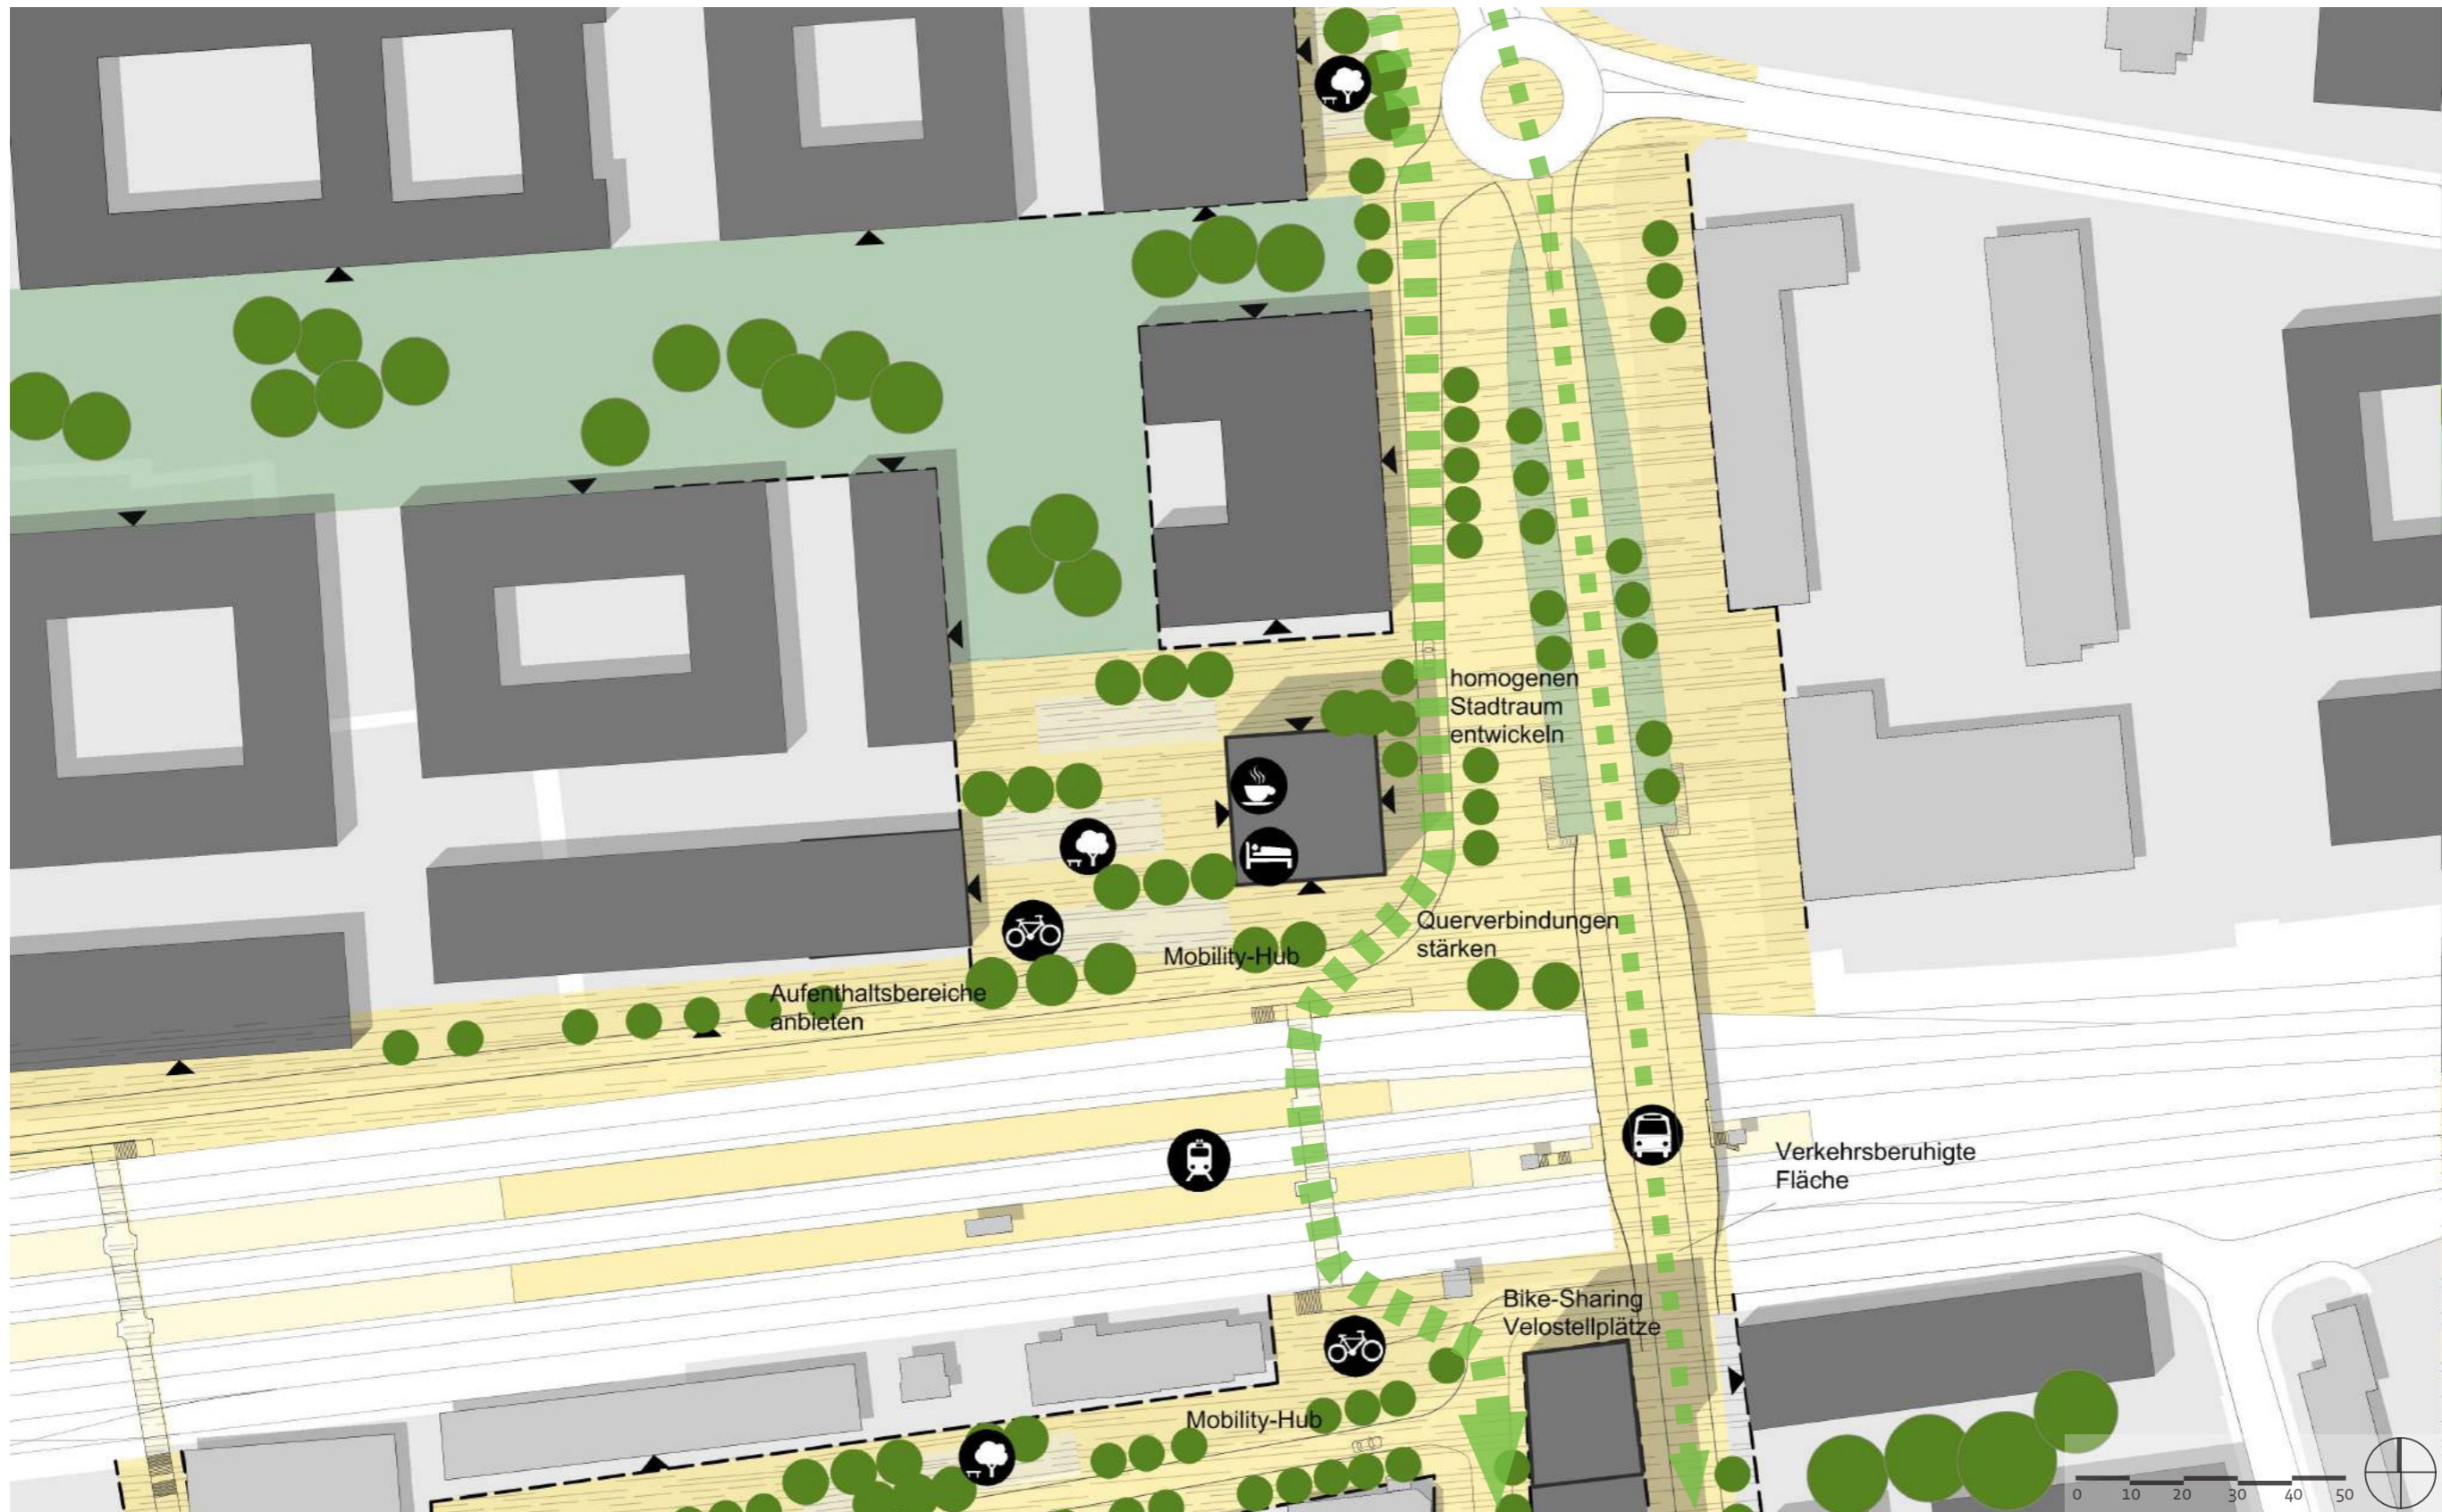 homogenen
Stadtraum
entwickeln
Querverbindungen
stärken
Mobility-Hub
Aufenthaltsbereiche
anbieten
Verkehrsberuhigte
Fläche
Bike-Sharing
Velostellplätze
Mobility-Hub
0 10 20 30 40 50